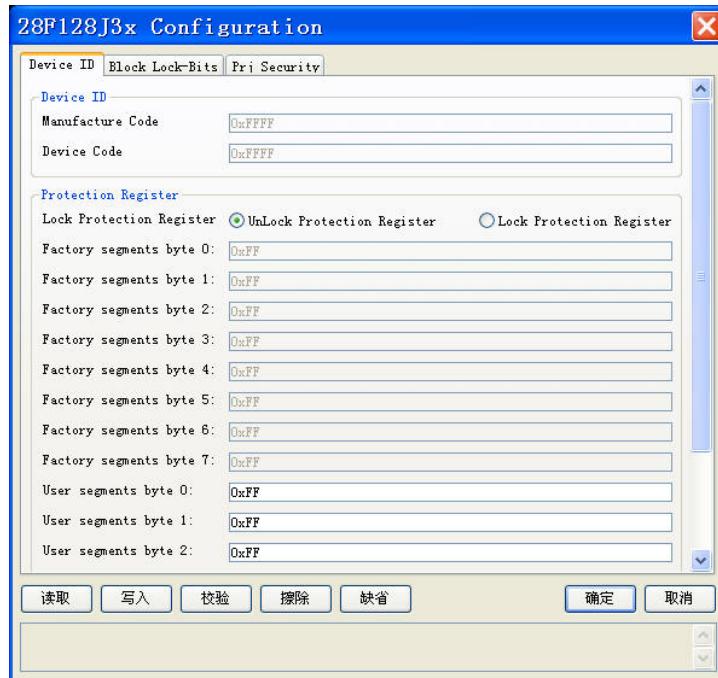 28F128J3x Configuration
Device ID Block Lock-Bits Prj Security
Device ID
Manufacture Code 0xFFFF
Device Code 0xFFFF
Protection Register
Lock Protection Register UnLock Protection Register Lock Protection Register
Factory segments byte 0: 0xFF
Factory segments byte 1: 0xFF
Factory segments byte 2: 0xFF
Factory segments byte 3: 0xFF
Factory segments byte 4: 0xFF
Factory segments byte 5: 0xFF
Factory segments byte 6: 0xFF
Factory segments byte 7: 0xFF
User segments byte 0: 0xFF
User segments byte 1: 0xFF
User segments byte 2: 0xFF
读取 写入 校验 擦除 缺省 确定 取消